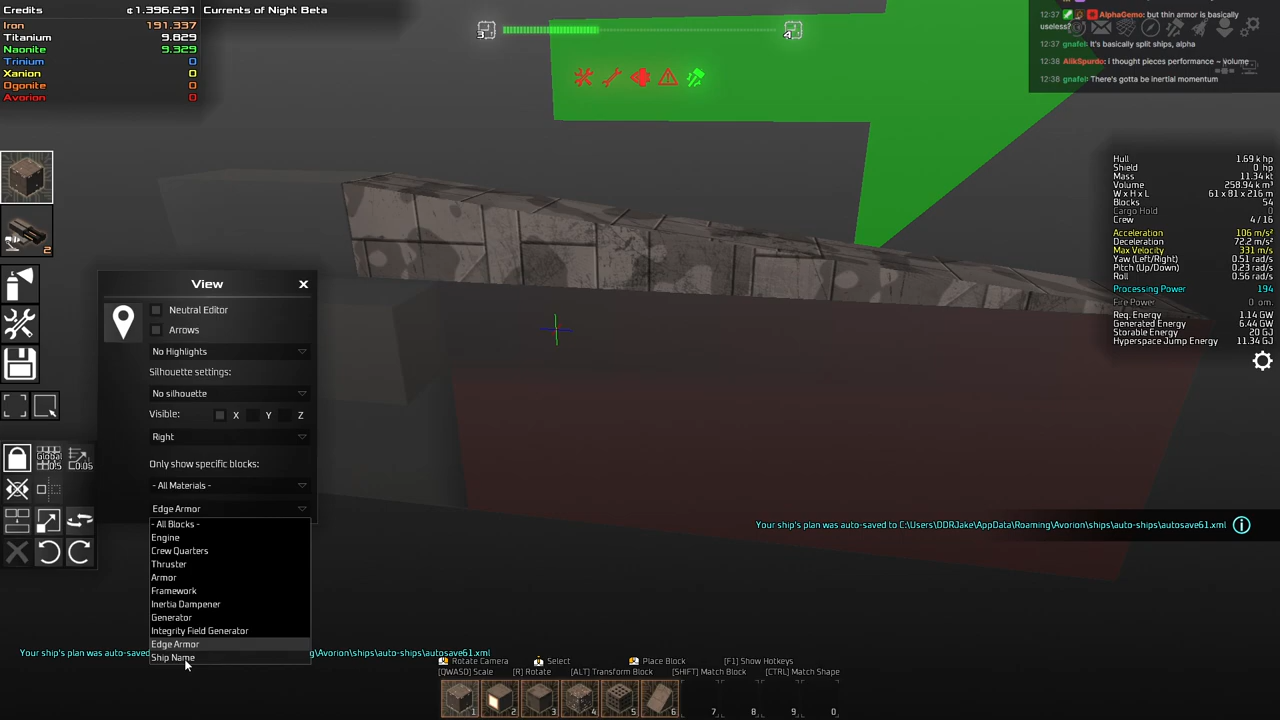 Credits ¢1.396.291
Currents of Night Beta
Iron 191.337
Titanium 9.829
Naonite 9.329
Trinium 0
Xanion 0
Ogonite 0
Avorion 0
3
4
12:37 AlphaGemo: but thin armor is basically
useless?
12:37 gnafel: It's basically split ships, alpha
12:38 AlikSpurdo: i thought pieces performance ~ volume
12:38 gnafel: There's gotta be inertial momentum
Hull 1.69 k hp
Shield 0 hp
Mass 11.34 kt
Volume 258.94 k m³
W x H x L 61 x 81 x 216 m
Blocks 54
Cargo Hold 0
Crew 4 / 16
Acceleration 106 m/s²
Deceleration 72.2 m/s²
Max Velocity 331 m/s
Yaw (Left/Right) 0.51 rad/s
Pitch (Up/Down) 0.23 rad/s
Roll 0.56 rad/s
Processing Power 194
Fire Power 0 om.
Req. Energy 1.14 GW
Generated Energy 6.44 GW
Storable Energy 20 GJ
Hyperspace Jump Energy 11.34 GJ
2
View
Neutral Editor
Arrows
No Highlights
Silhouette settings:
No silhouette
Visible: X Y Z
Right
Only show specific blocks:
- All Materials -
Edge Armor
- All Blocks -
Engine
Crew Quarters
Thruster
Armor
Framework
Inertia Dampener
Generator
Integrity Field Generator
Edge Armor
Ship Name
Global
0.5
0.05
Your ship's plan was auto-saved to C:\Users\DDRJake\AppData\Roaming\Avorion\ships\auto-ships\autosave61.xml
Your ship's plan was auto-saved
g\Avorion\ships\auto-ships\autosave61.xml
Rotate Camera Select Place Block [F1] Show Hotkeys
[QWASD] Scale [R] Rotate [ALT] Transform Block [SHIFT] Match Block [CTRL] Match Shape
1 2 3 4 5 6 7 8 9 0